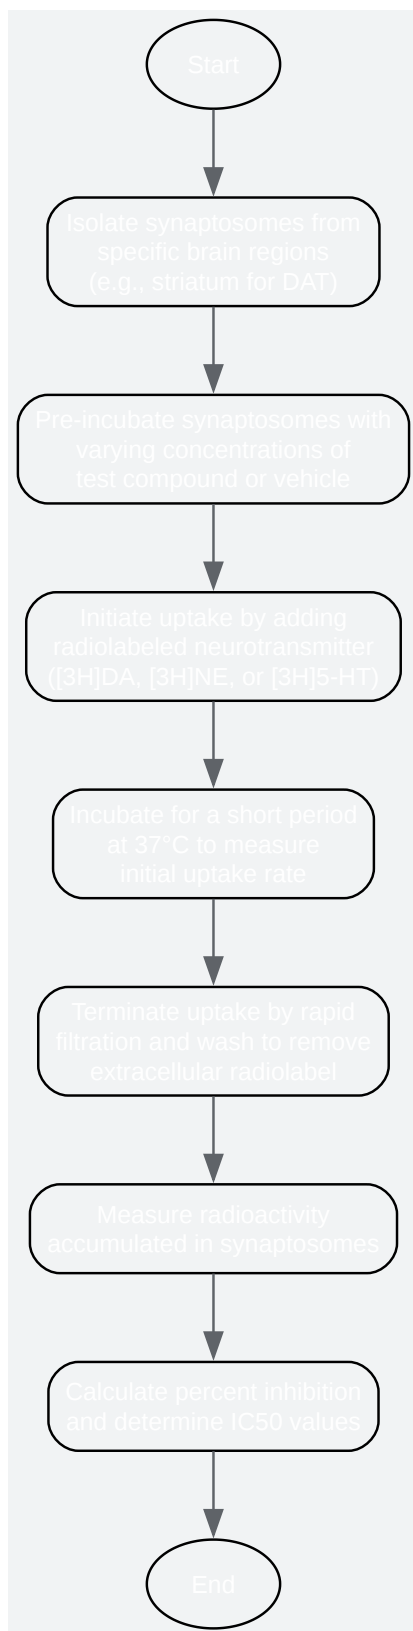 Start
Isolate synaptosomes from
specific brain regions
(e.g., striatum for DAT)
Pre-incubate synaptosomes with
varying concentrations of
test compound or vehicle
Initiate uptake by adding
radiolabeled neurotransmitter
([3H]DA, [3H]NE, or [3H]5-HT)
Incubate for a short period
at 37°C to measure
initial uptake rate
Terminate uptake by rapid
filtration and wash to remove
extracellular radiolabel
Measure radioactivity
accumulated in synaptosomes
Calculate percent inhibition
and determine IC50 values
End